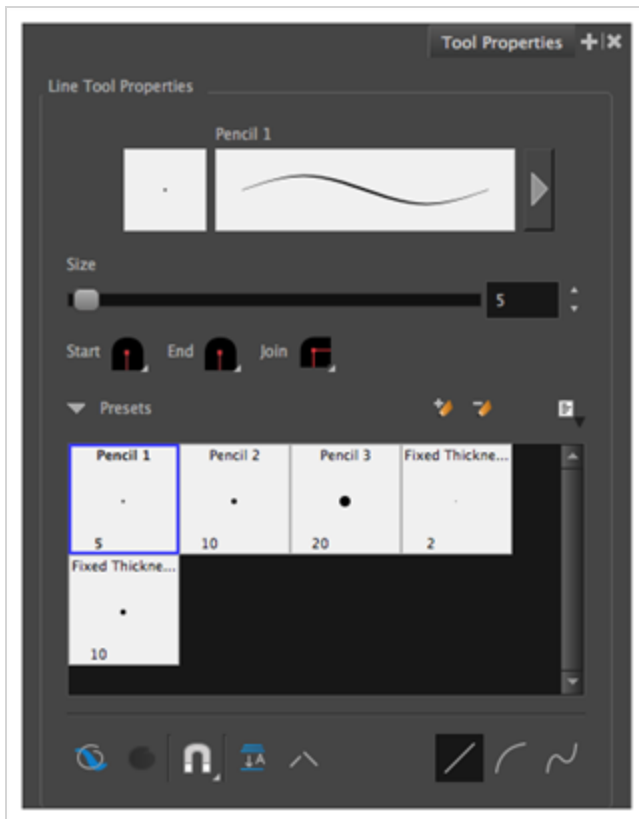 Tool Properties
Line Tool Properties
Pencil 1
Size
5
Start End Join
Presets
Pencil 1 Pencil 2 Pencil 3 Fixed Thickne...
5 10 20 2
Fixed Thickne...
10
A